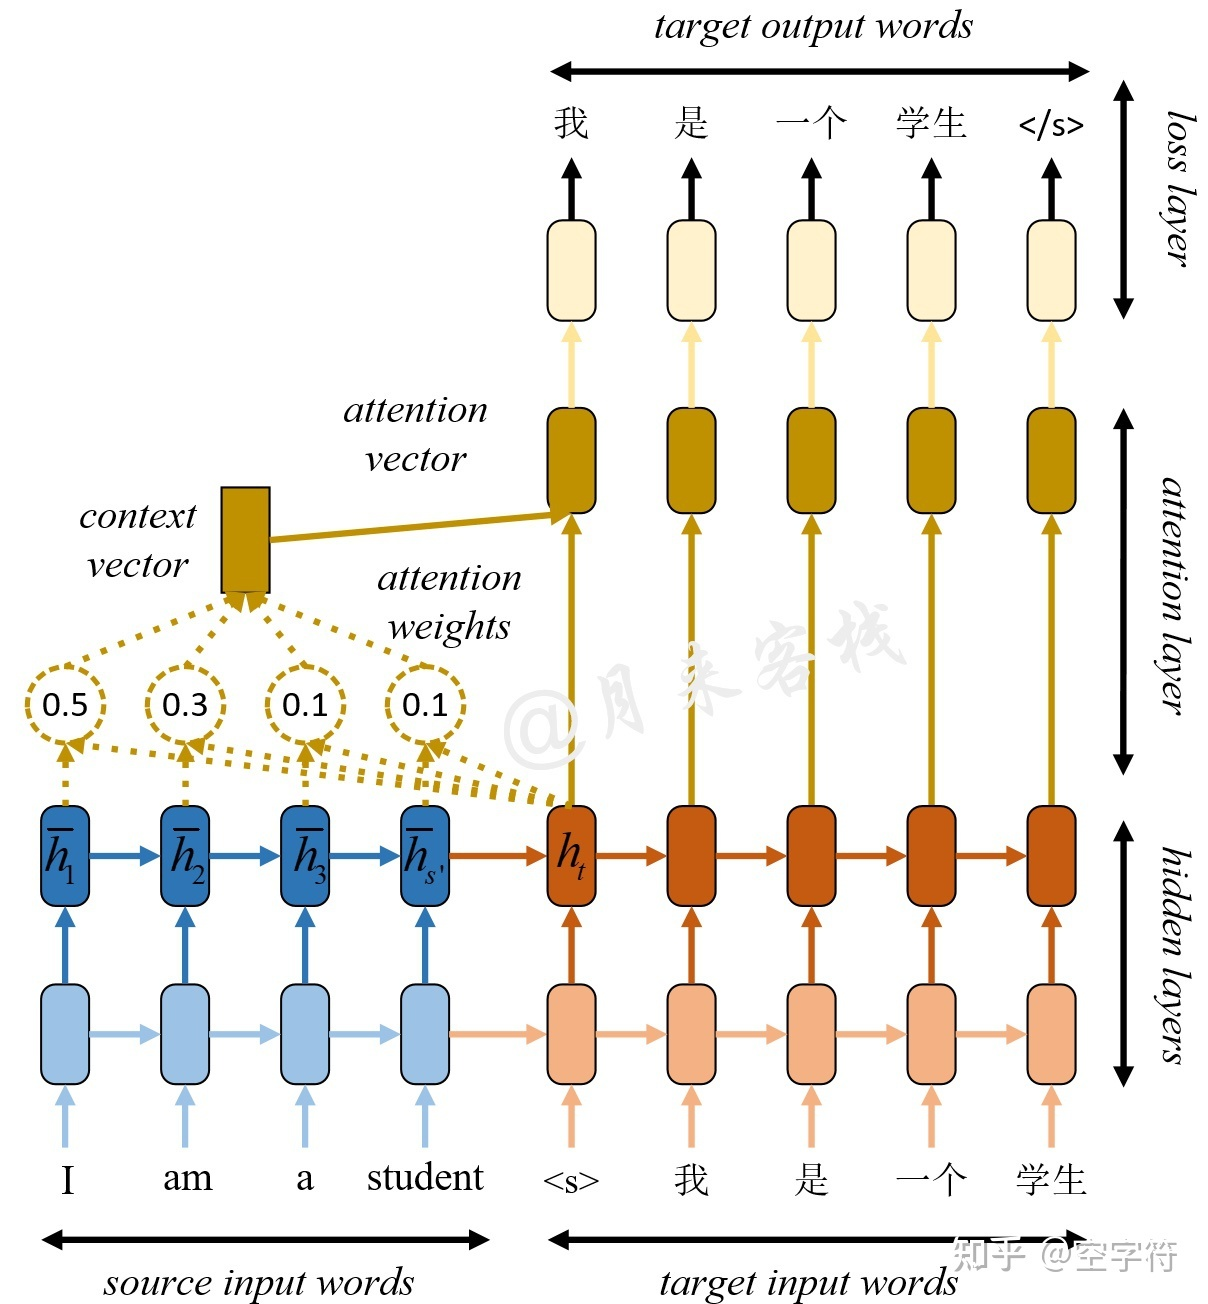 target output words
我 是 一个 学生 </s>
loss layer
attention
vector
context
vector
attention
weights
attention layer
@月来客栈
0.5 0.3 0.1 0.1
h̅1 h̅2 h̅3 h̅s' ht
hidden layers
I am a student <s> 我 是 一个 学生
source input words target input words
知乎 @空字符